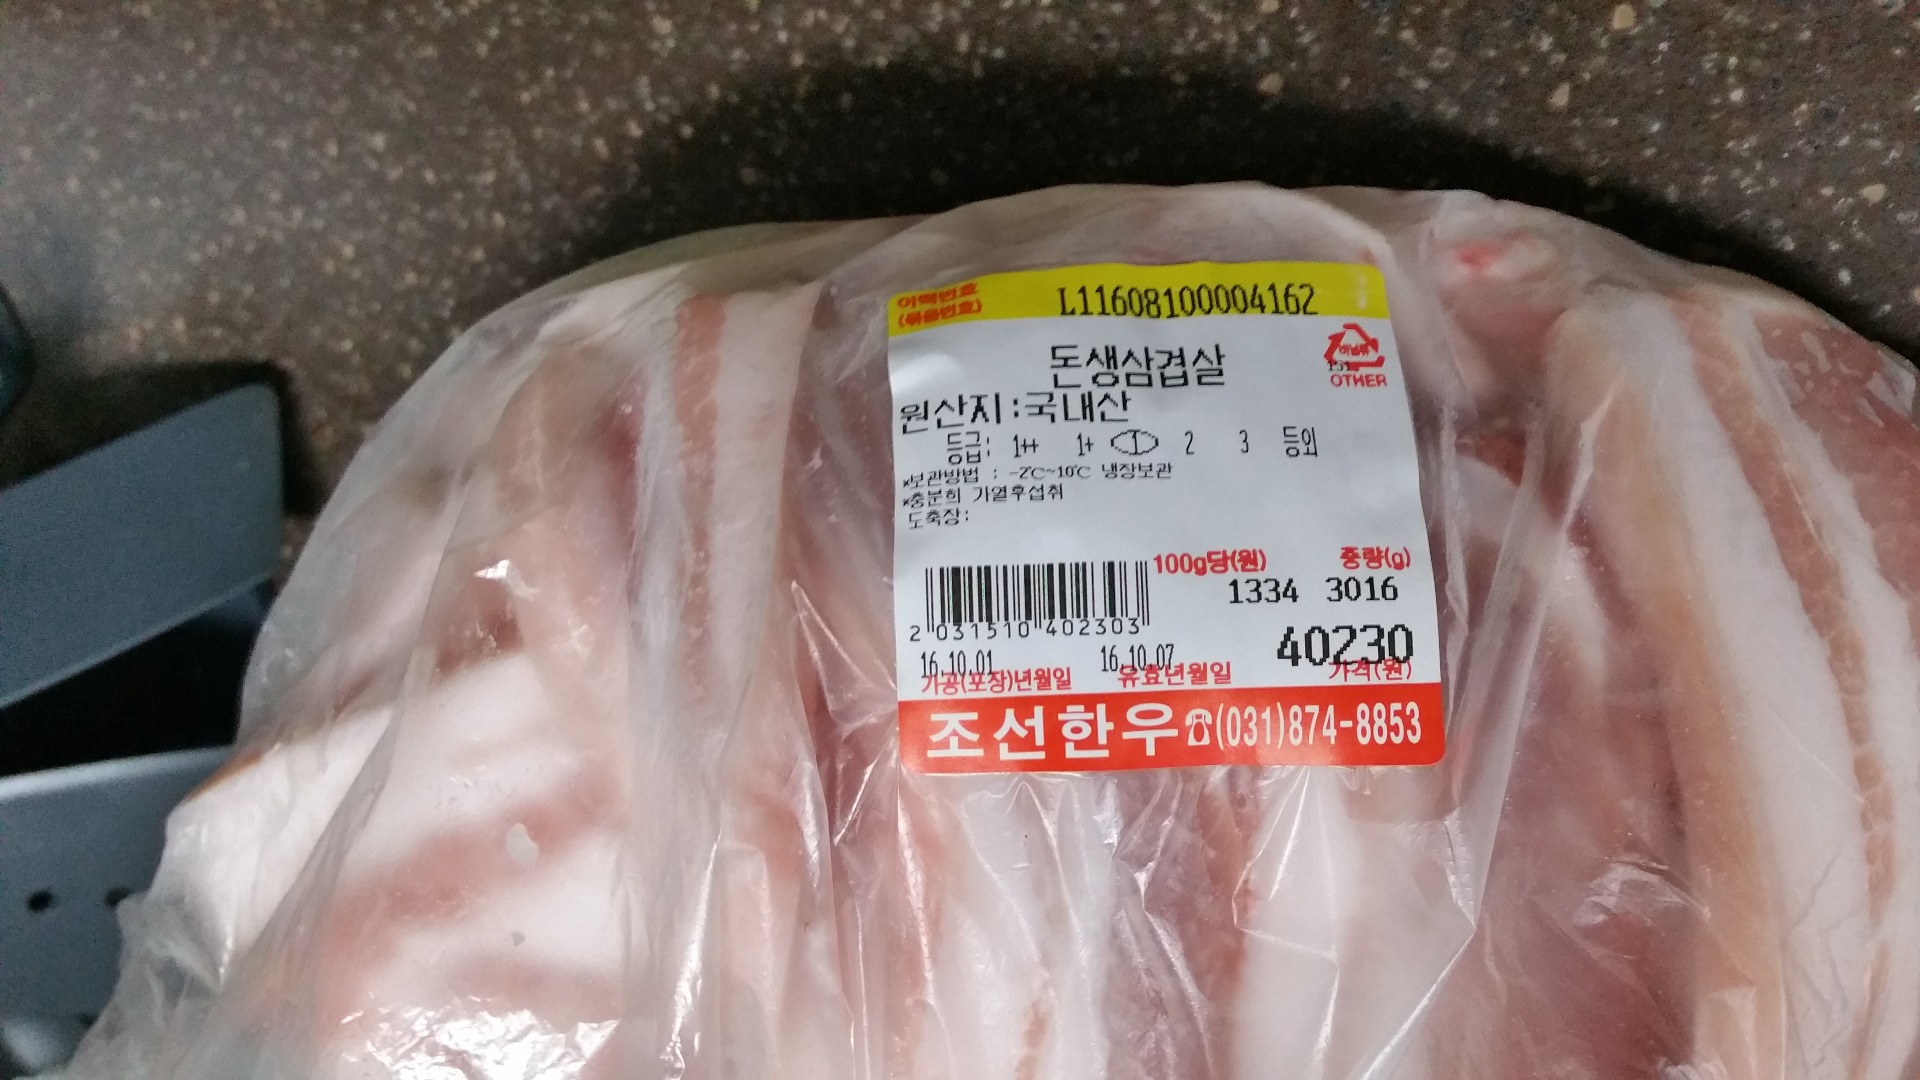 이력번호
(묶음번호)
L11608100004162
돈생삼겹살
원산지:국내산
OTHER
등급: 1++ 1+ 1 2 3 등외
*보관방법 : -2℃~10℃ 냉장보관
*충분히 가열후섭취
도축장:
100g당(원) 중량(g)
1334 3016
2 031510 402303
16.10.01 16.10.07 40230
가공(포장)년월일 유효년월일 가격(원)
조선한우☎(031)874-8853